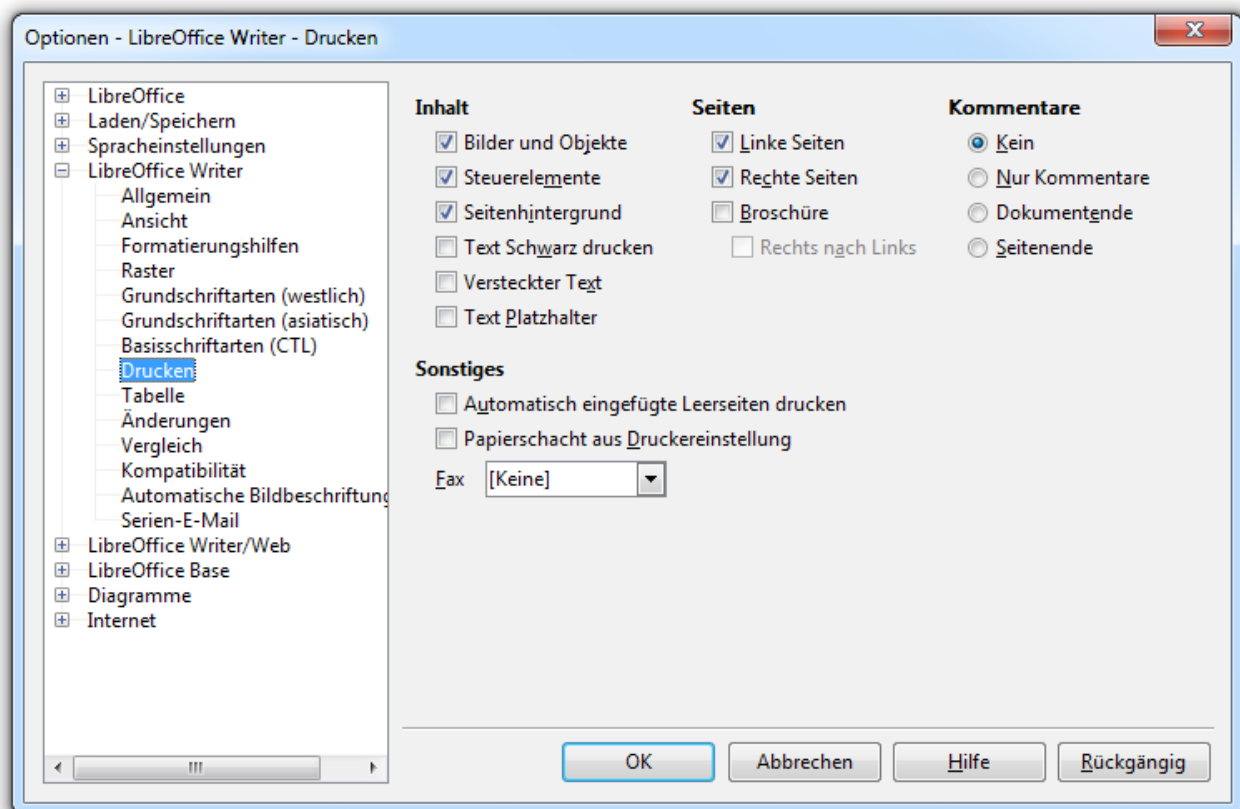 Optionen - LibreOffice Writer - Drucken
LibreOffice
Laden/Speichern
Spracheinstellungen
LibreOffice Writer
Allgemein
Ansicht
Formatierungshilfen
Raster
Grundschriftarten (westlich)
Grundschriftarten (asiatisch)
Basisschriftarten (CTL)
Drucken
Tabelle
Änderungen
Vergleich
Kompatibilität
Automatische Bildbeschriftung
Serien-E-Mail
LibreOffice Writer/Web
LibreOffice Base
Diagramme
Internet
Inhalt
Bilder und Objekte
Steuerelemente
Seitenhintergrund
Text Schwarz drucken
Versteckter Text
Text Platzhalter
Seiten
Linke Seiten
Rechte Seiten
Broschüre
Rechts nach Links
Kommentare
Kein
Nur Kommentare
Dokumentende
Seitenende
Sonstiges
Automatisch eingefügte Leerseiten drucken
Papierschacht aus Druckereinstellung
Fax [Keine]
OK Abbrechen Hilfe Rückgängig